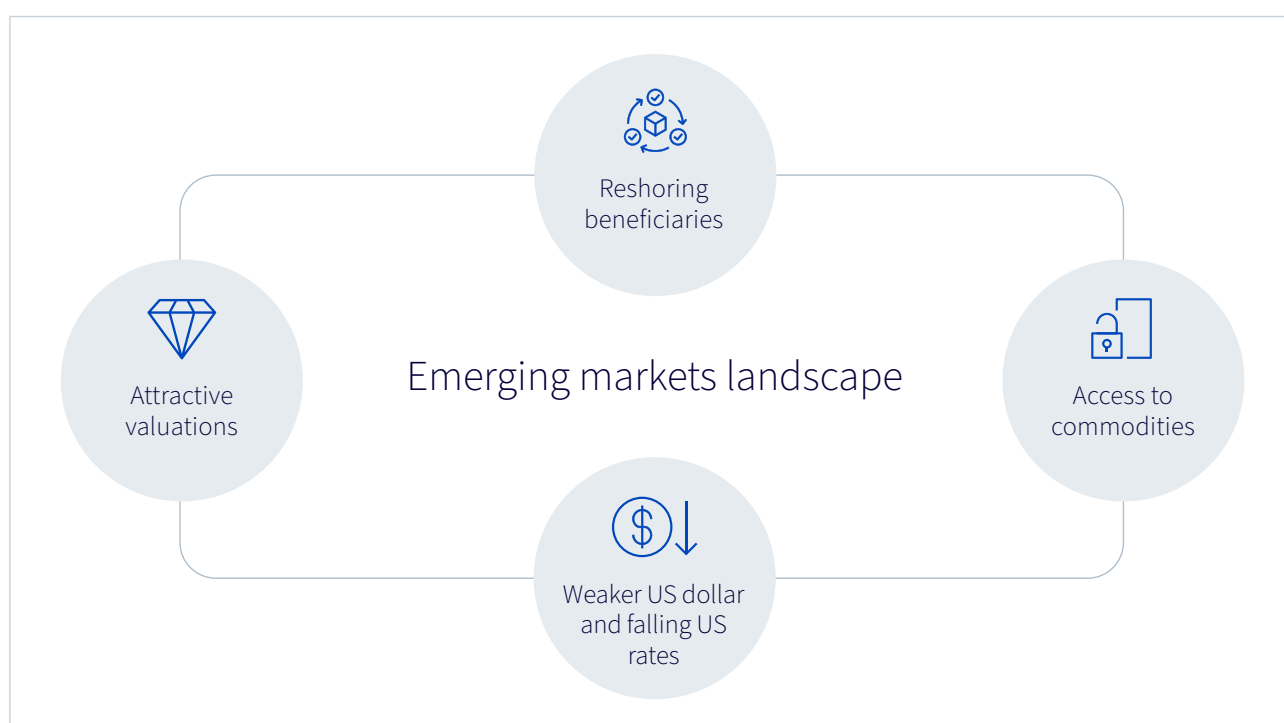 Reshoring
beneficiaries
Attractive
valuations
Emerging markets landscape
Access to
commodities
Weaker US dollar
and falling US
rates